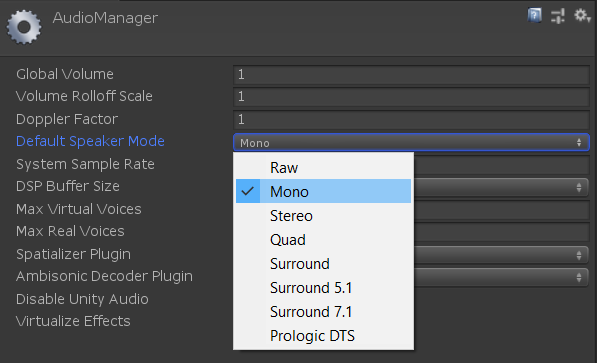 AudioManager
Global Volume 1
Volume Rolloff Scale 1
Doppler Factor 1
Default Speaker Mode Mono
System Sample Rate
DSP Buffer Size
Max Virtual Voices
Max Real Voices
Spatializer Plugin
Ambisonic Decoder Plugin
Disable Unity Audio
Virtualize Effects
Raw
Mono
Stereo
Quad
Surround
Surround 5.1
Surround 7.1
Prologic DTS